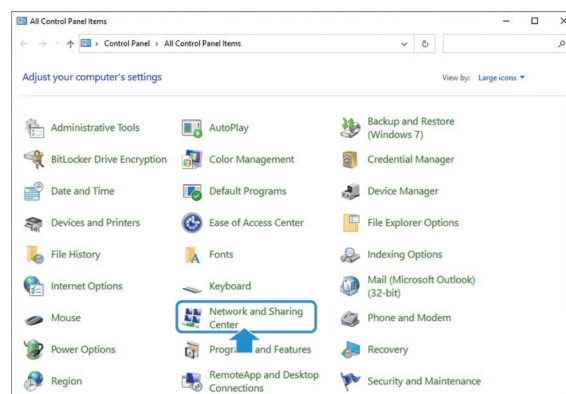 All Control Panel Items
Control Panel > All Control Panel Items
Adjust your computer's settings
View by: Large icons
Administrative Tools
AutoPlay
Backup and Restore
(Windows 7)
BitLocker Drive Encryption
Color Management
Credential Manager
Date and Time
Default Programs
Device Manager
Devices and Printers
Ease of Access Center
File Explorer Options
File History
Fonts
Indexing Options
Internet Options
Keyboard
Mail (Microsoft Outlook)
(32-bit)
Mouse
Network and Sharing
Center
Phone and Modem
Power Options
and Features
Recovery
Region
RemoteApp and Desktop
Connections
Security and Maintenance